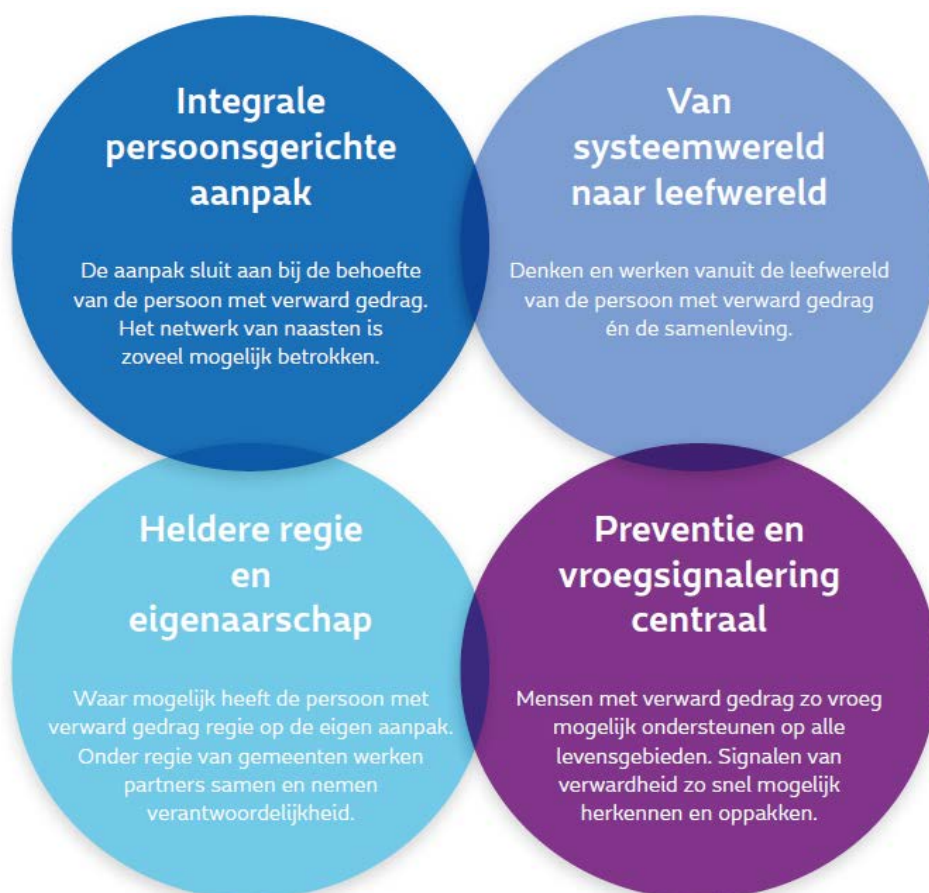 Integrale
persoonsgerichte
aanpak
De aanpak sluit aan bij de behoefte
van de persoon met verward gedrag.
Het netwerk van naasten is
zoveel mogelijk betrokken.
Van
systeemwereld
naar leefwereld
Denken en werken vanuit de leefwereld
van de persoon met verward gedrag
én de samenleving.
Heldere regie
en
eigenaarschap
Waar mogelijk heeft de persoon met
verward gedrag regie op de eigen aanpak.
Onder regie van gemeenten werken
partners samen en nemen
verantwoordelijkheid.
Preventie en
vroegsignalering
centraal
Mensen met verward gedrag zo vroeg
mogelijk ondersteunen op alle
levensgebieden. Signalen van
verwardheid zo snel mogelijk
herkennen en oppakken.